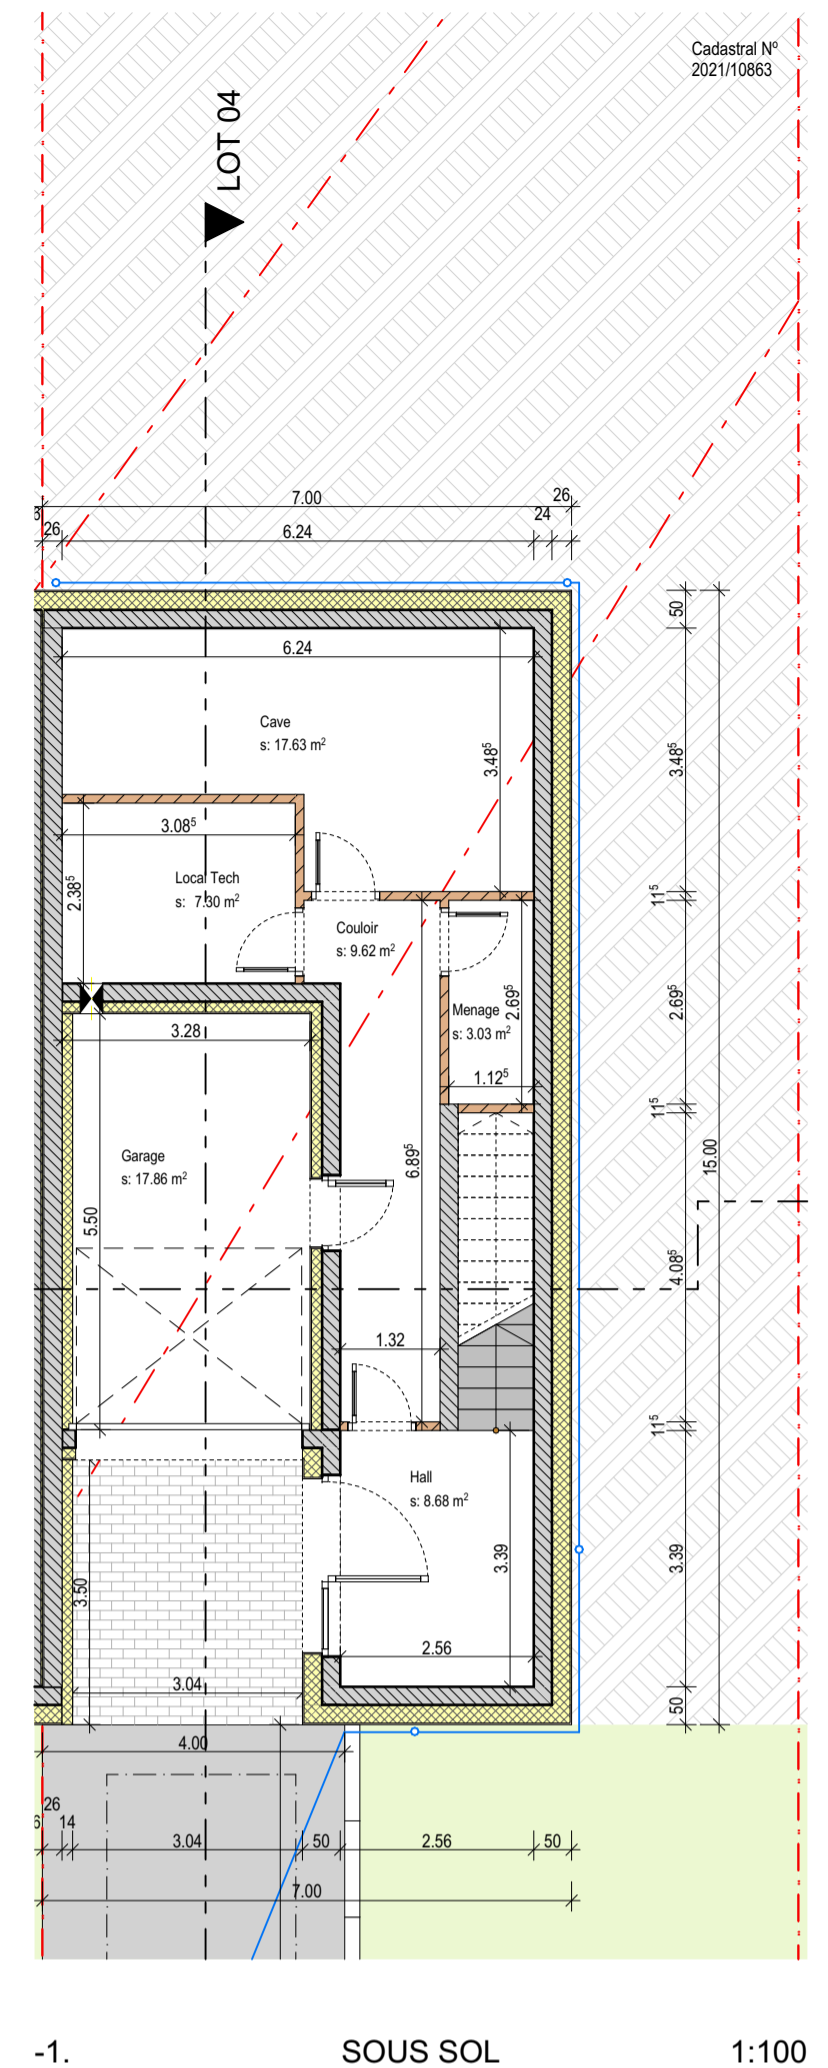 Cadastral Nº
2021/10863
LOT 04
7.00
26
26
6.24
24
50
6.24
Cave
s: 17.63 m²
3.48⁵
3.48⁵
3.08⁵
2.38⁵
Local Tech
s: 7.30 m²
11⁵
Couloir
s: 9.62 m²
Menage
s: 3.03 m²
2.69⁵
2.69⁵
3.28
1.12⁵
11⁵
Garage
s: 17.86 m²
6.89⁵
15.00
5.50
4.08⁵
1.32
11⁵
Hall
s: 8.68 m²
3.50
3.39
3.39
2.56
3.04
50
4.00
26
14
3.04
50
2.56
50
7.00
-1. SOUS SOL 1:100